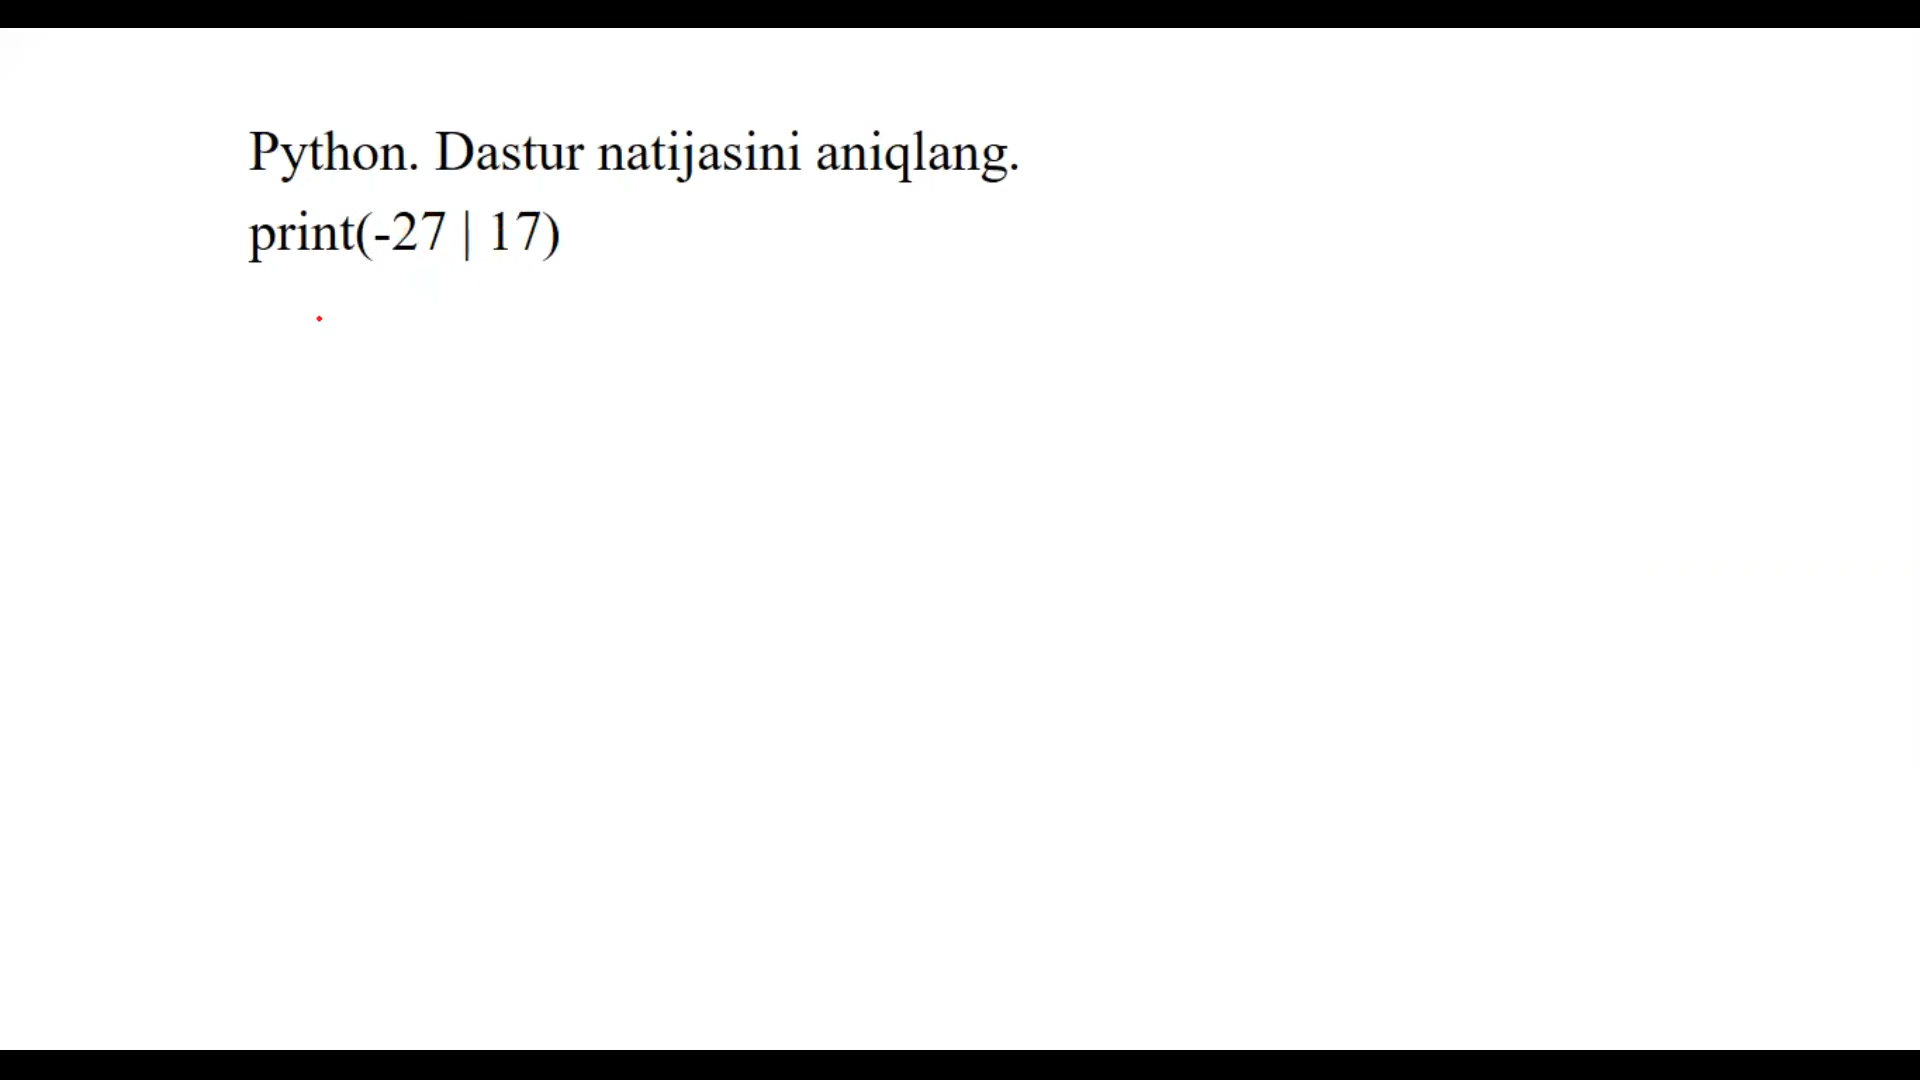 Python. Dastur natijasini aniqlang.
print(-27 | 17)